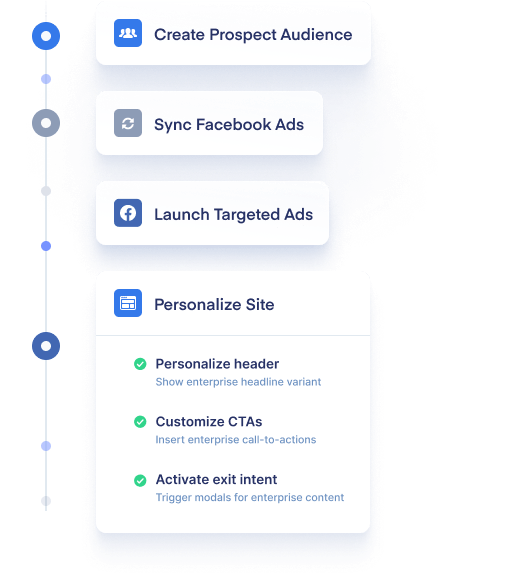 Create Prospect Audience
Sync Facebook Ads
Launch Targeted Ads
Personalize Site
Personalize header
Show enterprise headline variant
Customize CTAs
Insert enterprise call-to-actions
Activate exit intent
Trigger modals for enterprise content